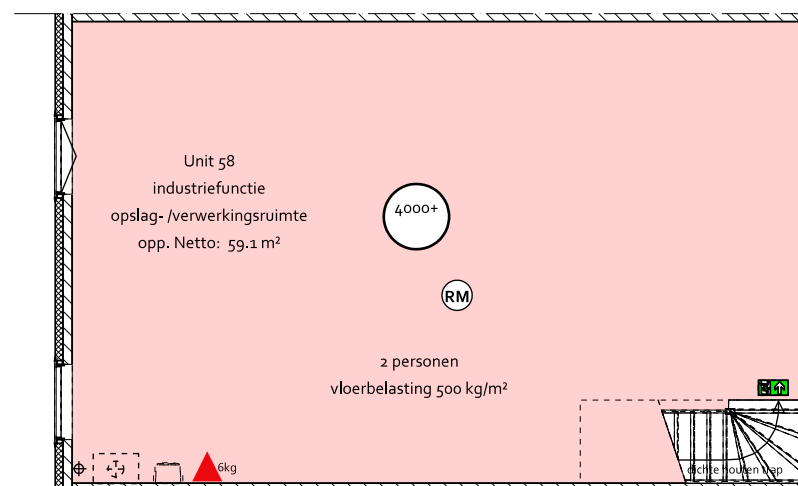 Unit 58
industriefunctie
opslag- /verwerkingsruimte
opp. Netto: 59.1 m²
4000+
RM
2 personen
vloerbelasting 500 kg/m²
6kg
dichte houten trap